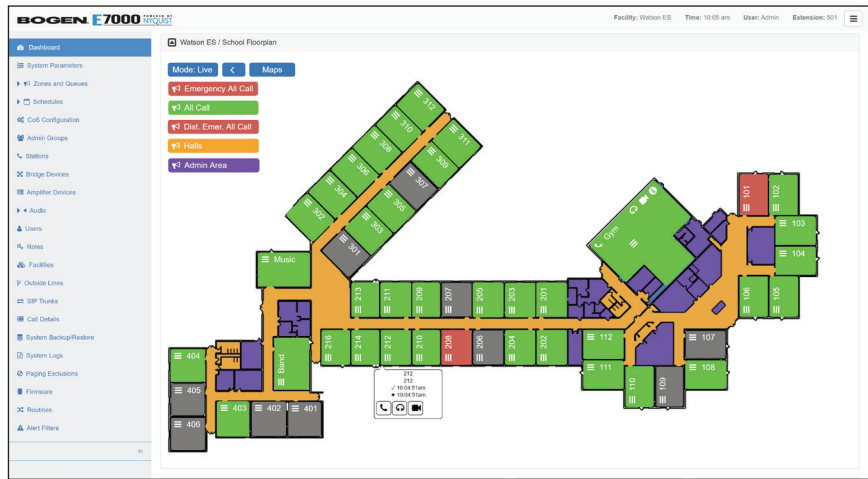 BOGEN E7000 POWERED BY NYQUIST
Facility: Watson ES Time: 10:05 am User: Admin Extension: 501
Dashboard
System Parameters
Zones and Queues
Schedules
CoS Configuration
Admin Groups
Stations
Bridge Devices
Amplifier Devices
Audio
Users
Roles
Facilities
Outside Lines
SIP Trunks
Call Details
System Backup/Restore
System Logs
Paging Exclusions
Firmware
Routines
Alert Filters
«
Watson ES / School Floorplan
Mode: Live < Maps
Emergency All Call
All Call
Dist. Emer. All Call
Halls
Admin Area
312
310
308
306
304
302
311
309
307
305
303
301
Music
Gym
101
102
103
104
106
105
213
211
209
207
205
203
201
216
214
212
210
208
206
204
202
112
111
110
109
107
108
Band
404
405
406
403
402
401
212
212
✓ 10:04:51am
★ 10:04:51am